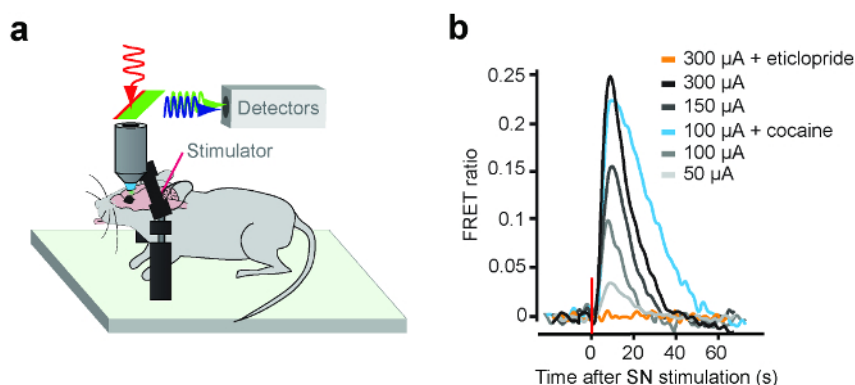 a
Detectors
Stimulator
b
300 µA + eticlopride
300 µA
150 µA
100 µA + cocaine
100 µA
50 µA
FRET ratio
0.25
0.2
0.15
0.1
0.05
0
0 20 40 60
Time after SN stimulation (s)